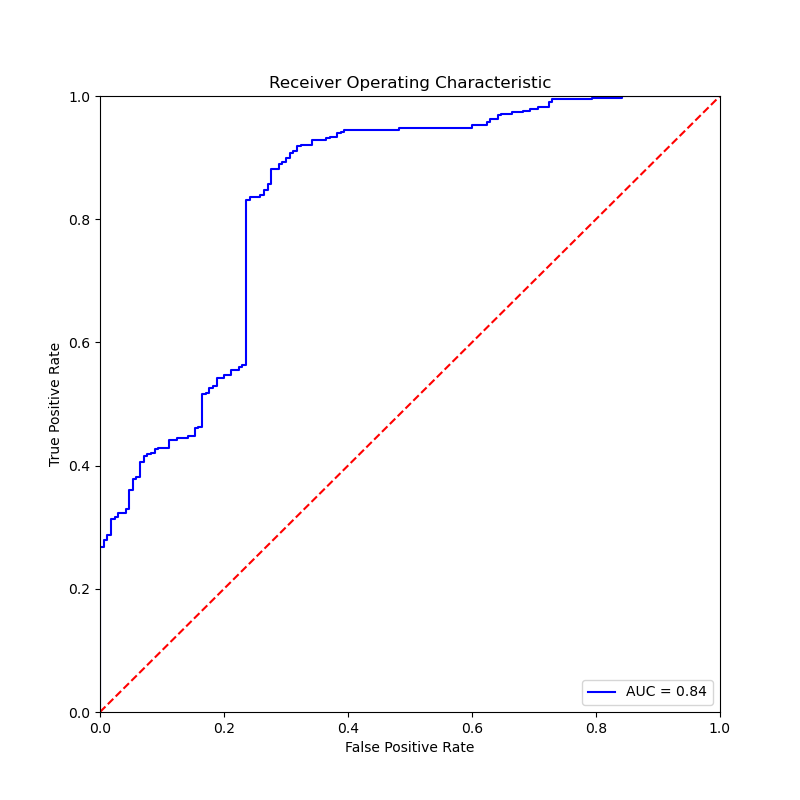 Receiver Operating Characteristic
True Positive Rate
1.0
0.8
0.6
0.4
0.2
0.0
AUC = 0.84
0.0 0.2 0.4 0.6 0.8 1.0
False Positive Rate